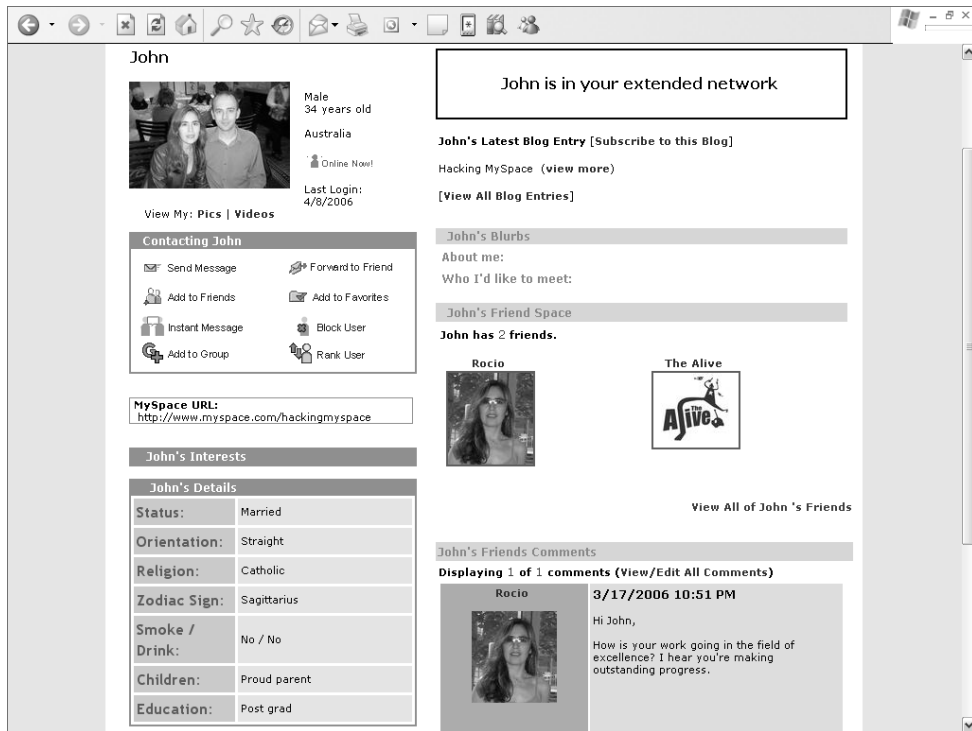 John
Male
34 years old
Australia
Online Now!
Last Login:
4/8/2006
View My: Pics | Videos
Contacting John
Send Message
Forward to Friend
Add to Friends
Add to Favorites
Instant Message
Block User
Add to Group
Rank User
MySpace URL:
http://www.myspace.com/hackingmyspace
John's Interests
John's Details
Status: Married
Orientation: Straight
Religion: Catholic
Zodiac Sign: Sagittarius
Smoke /
Drink: No / No
Children: Proud parent
Education: Post grad
John is in your extended network
John's Latest Blog Entry [Subscribe to this Blog]
Hacking MySpace (view more)
[View All Blog Entries]
John's Blurbs
About me:
Who I'd like to meet:
John's Friend Space
John has 2 friends.
Rocio
The Alive
The
Alive
View All of John 's Friends
John's Friends Comments
Displaying 1 of 1 comments (View/Edit All Comments)
Rocio
3/17/2006 10:51 PM
Hi John,
How is your work going in the field of
excellence? I hear you're making
outstanding progress.